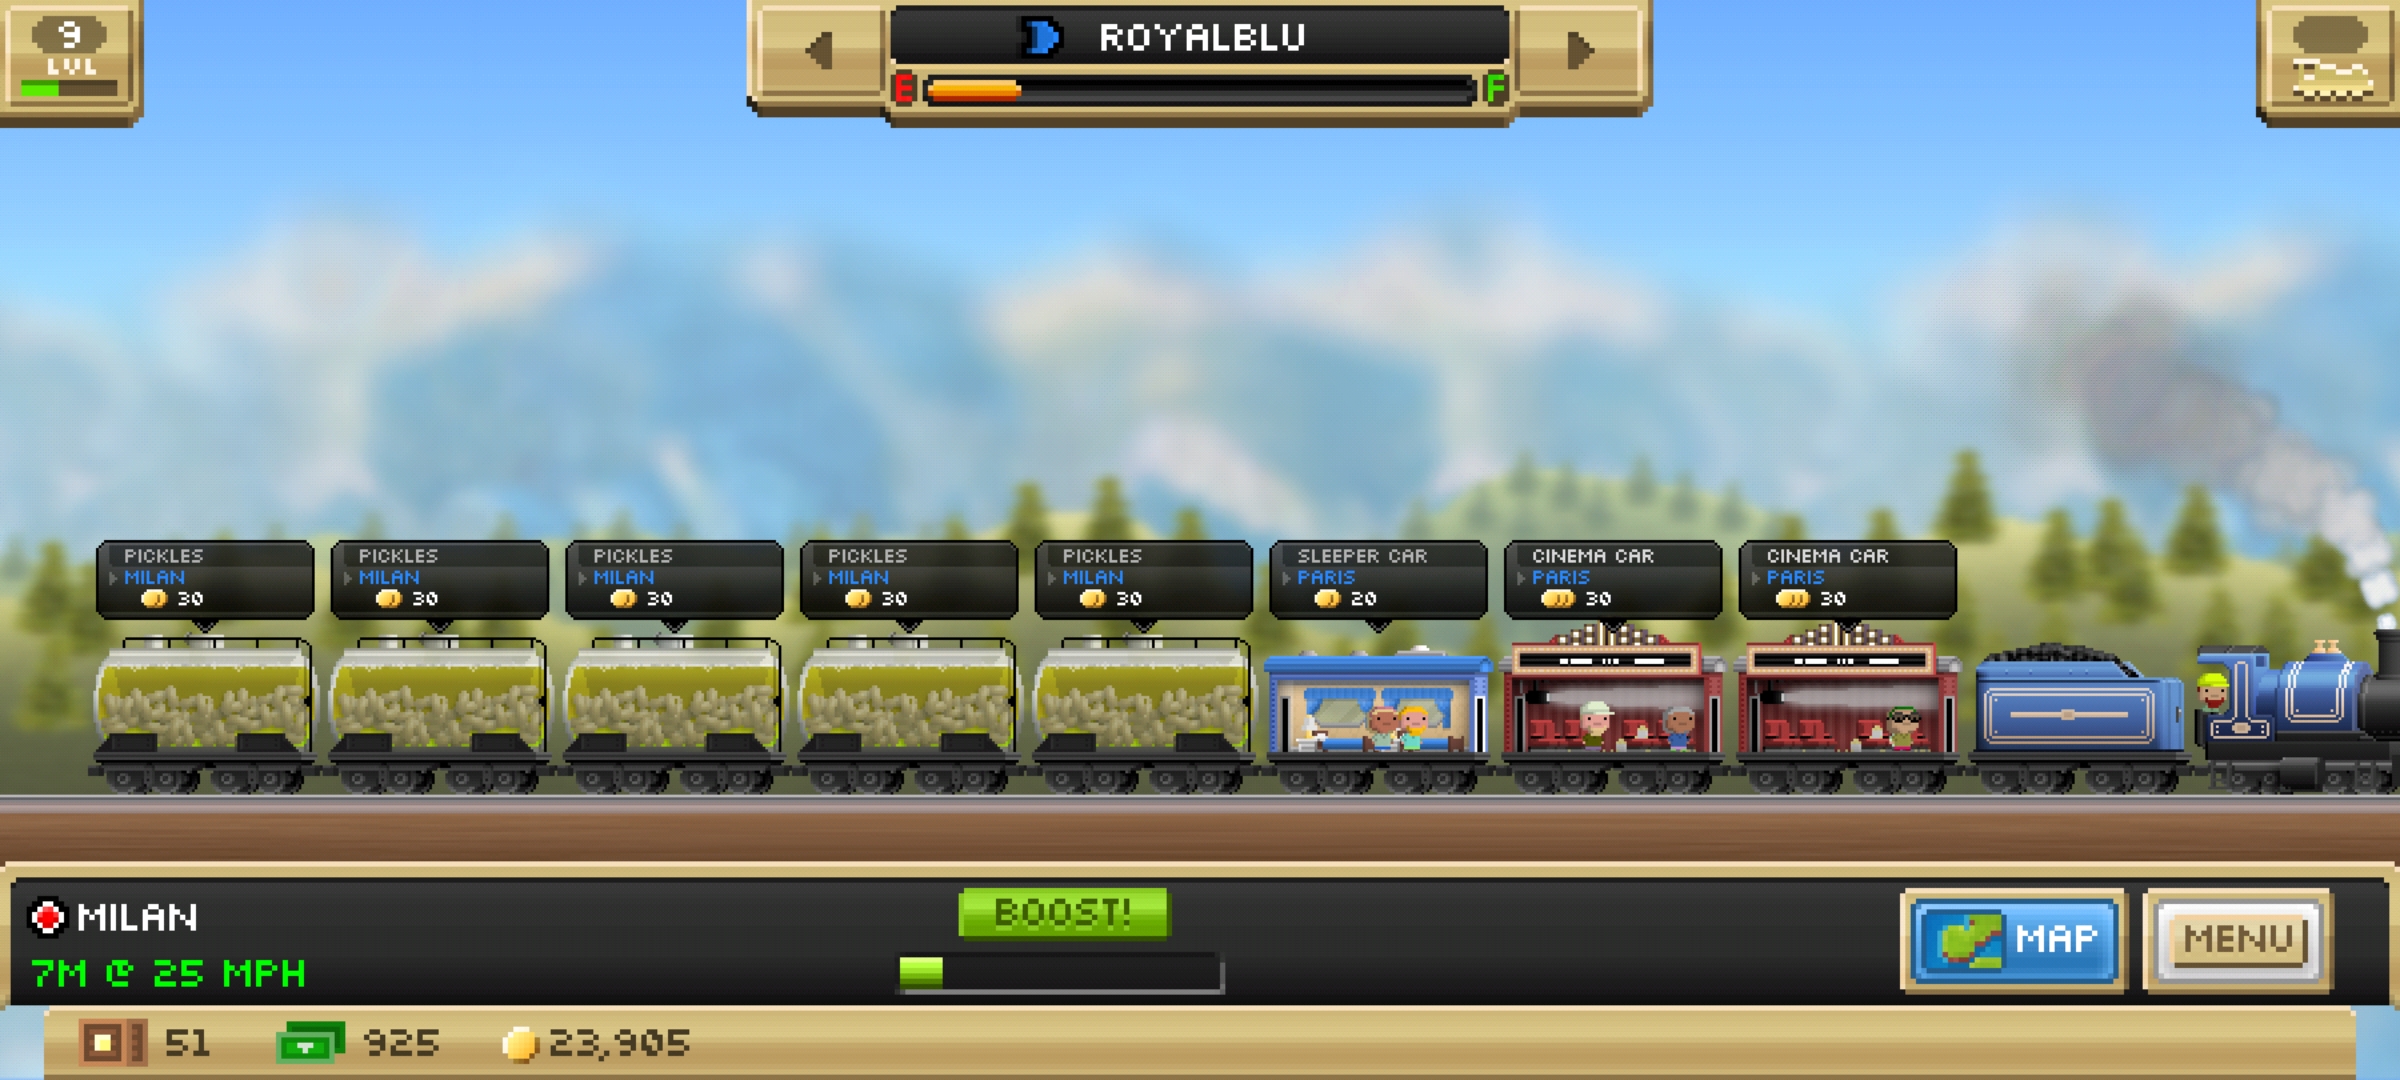 9
LVL
ROYALBLU
E F
PICKLES
MILAN
30
PICKLES
MILAN
30
PICKLES
MILAN
30
PICKLES
MILAN
30
PICKLES
MILAN
30
SLEEPER CAR
PARIS
20
CINEMA CAR
PARIS
30
CINEMA CAR
PARIS
30
MILAN
7M @ 25 MPH
BOOST!
MAP
MENU
51 925 23,905